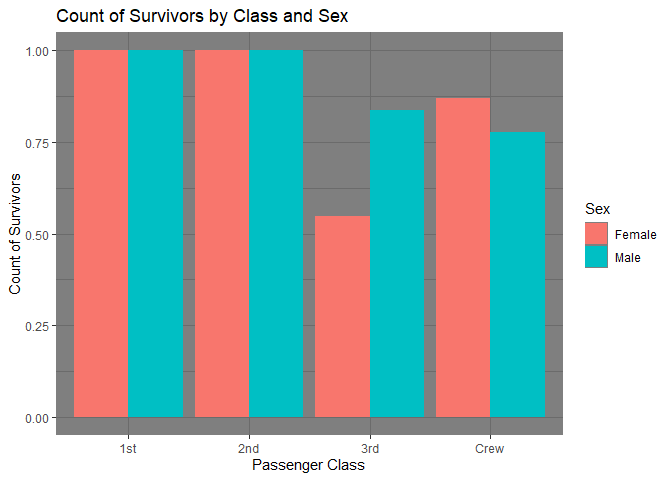 Count of Survivors by Class and Sex
Count of Survivors
1.00
0.75
0.50
0.25
0.00
1st 2nd 3rd Crew
Passenger Class
Sex
Female
Male